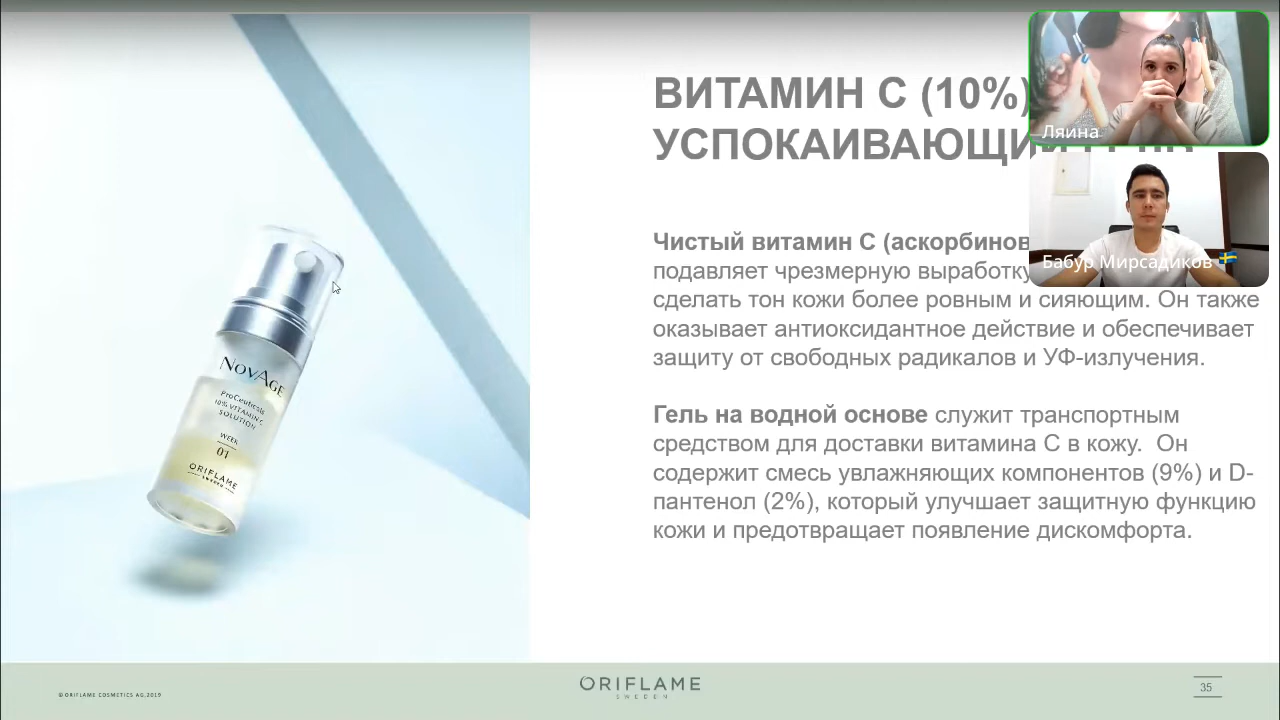 ВИТАМИН С (10%)
УСПОКАИВАЮЩИЙ
Ляина
Чистый витамин С (аскорбинов
Бабур Мирсадиков
подавляет чрезмерную выработку
сделать тон кожи более ровным и сияющим. Он также
оказывает антиоксидантное действие и обеспечивает
защиту от свободных радикалов и УФ-излучения.
Гель на водной основе служит транспортным
средством для доставки витамина С в кожу. Он
содержит смесь увлажняющих компонентов (9%) и D-
пантенол (2%), который улучшает защитную функцию
кожи и предотвращает появление дискомфорта.
NOVAGE
ProCeuticals
10% VITAMIN C
SOLUTION
WEEK
01
ORIFLAME
SWEDEN
©ORIFLAME COSMETICS AG,2019
ORIFLAME
SWEDEN
35